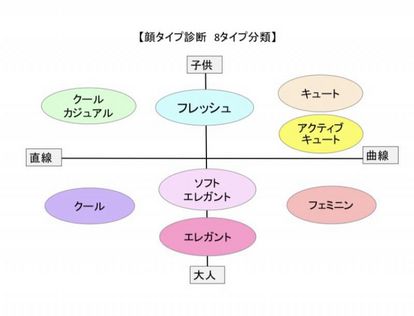 【顔タイプ診断 8タイプ分類】
子供
クール
カジュアル
フレッシュ
キュート
アクティブ
キュート
直線
曲線
ソフト
エレガント
クール
フェミニン
エレガント
大人